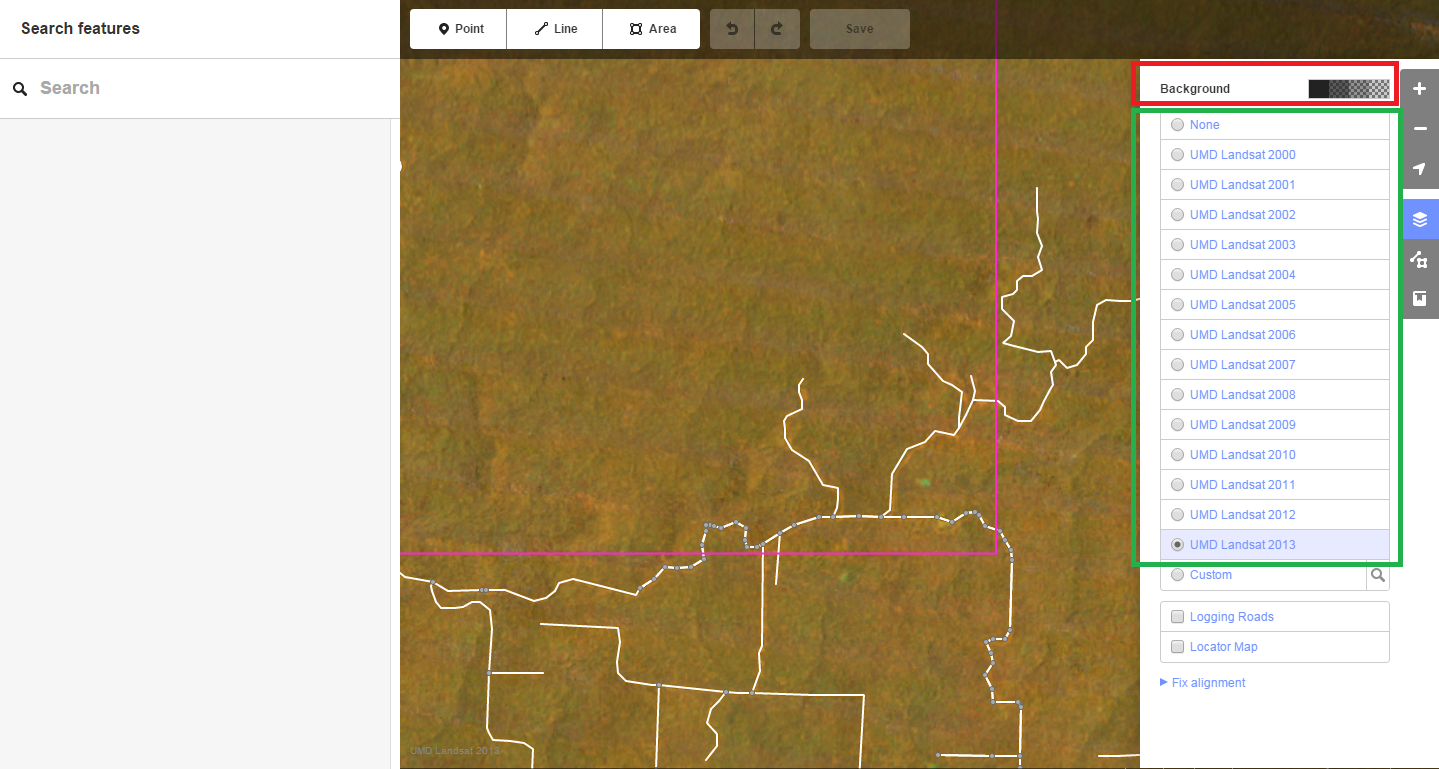 Search features
Point
Line
Area
Save
Search
Background
None
UMD Landsat 2000
UMD Landsat 2001
UMD Landsat 2002
UMD Landsat 2003
UMD Landsat 2004
UMD Landsat 2005
UMD Landsat 2006
UMD Landsat 2007
UMD Landsat 2008
UMD Landsat 2009
UMD Landsat 2010
UMD Landsat 2011
UMD Landsat 2012
UMD Landsat 2013
Custom
Logging Roads
Locator Map
Fix alignment
UMD Landsat 2013